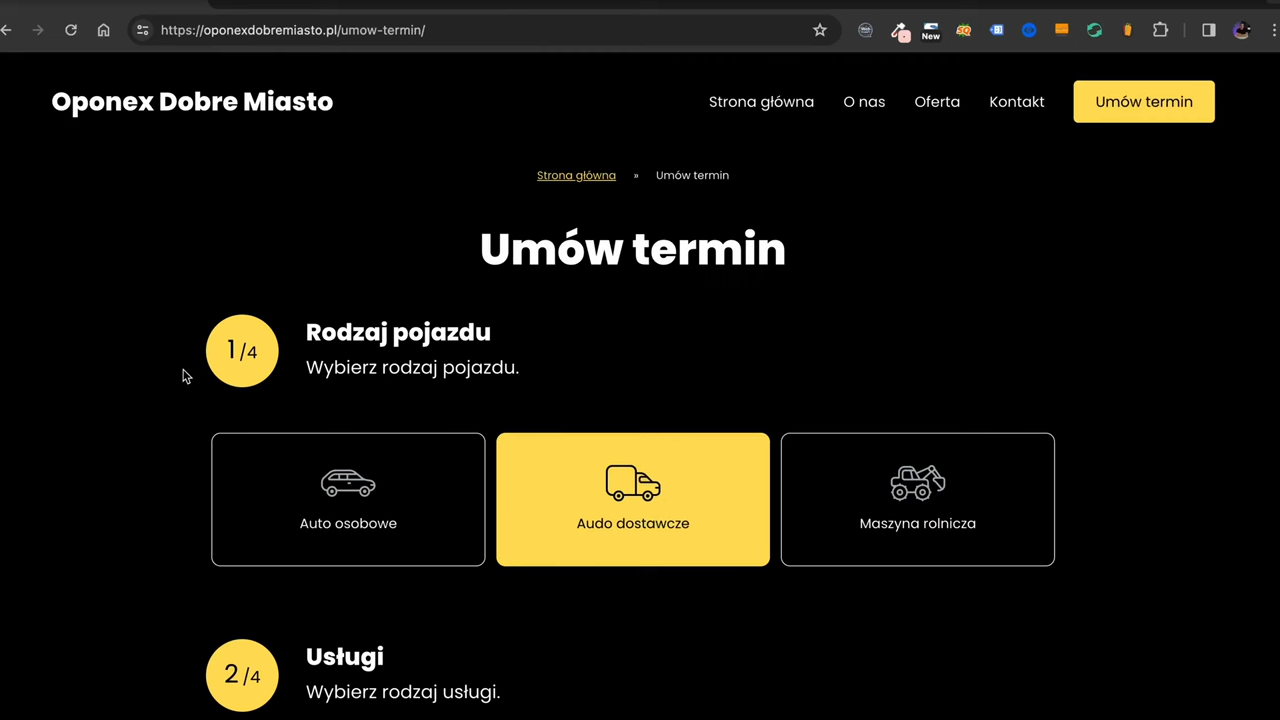 https://oponexdobremiasto.pl/umow-termin/
New
Oponex Dobre Miasto
Strona główna
O nas
Oferta
Kontakt
Umów termin
Strona główna » Umów termin
Umów termin
1 /4
Rodzaj pojazdu
Wybierz rodzaj pojazdu.
Auto osobowe
Audo dostawcze
Maszyna rolnicza
2 /4
Usługi
Wybierz rodzaj usługi.